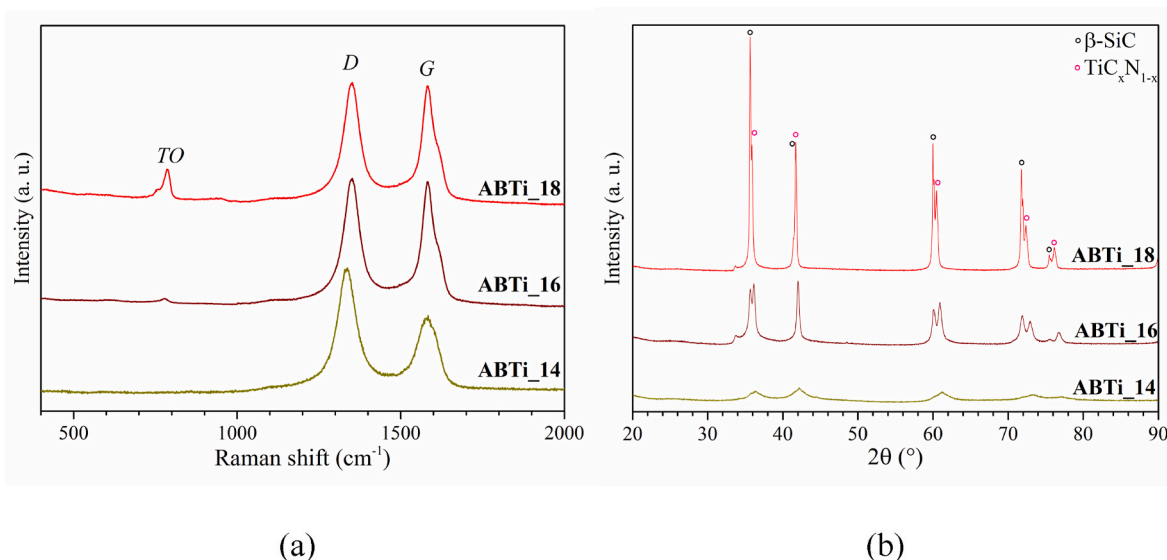 TO
D
G
ABTi_18
ABTi_16
ABTi_14
Intensity (a. u.)
500
1000
1500
2000
Raman shift (cm⁻¹)
(a)
β-SiC
TiCₓN₁₋ₓ
ABTi_18
ABTi_16
ABTi_14
Intensity (a. u.)
20
30
40
50
60
70
80
90
2θ (°)
(b)